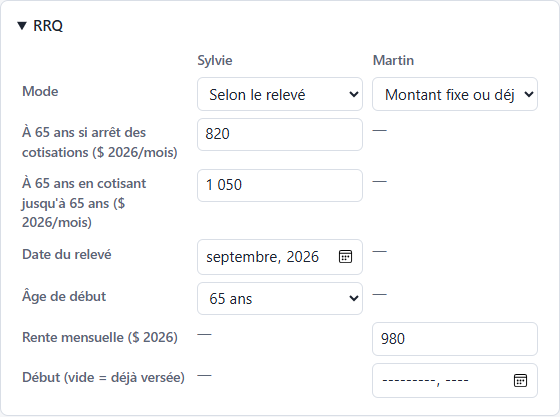 ▼ RRQ
Sylvie Martin
Mode Selon le relevé Montant fixe ou déj
À 65 ans si arrêt des
cotisations ($ 2026/mois) 820 —
À 65 ans en cotisant
jusqu'à 65 ans ($
2026/mois) 1 050 —
Date du relevé septembre, 2026 —
Âge de début 65 ans —
Rente mensuelle ($ 2026) — 980
Début (vide = déjà versée) — ---------, ----